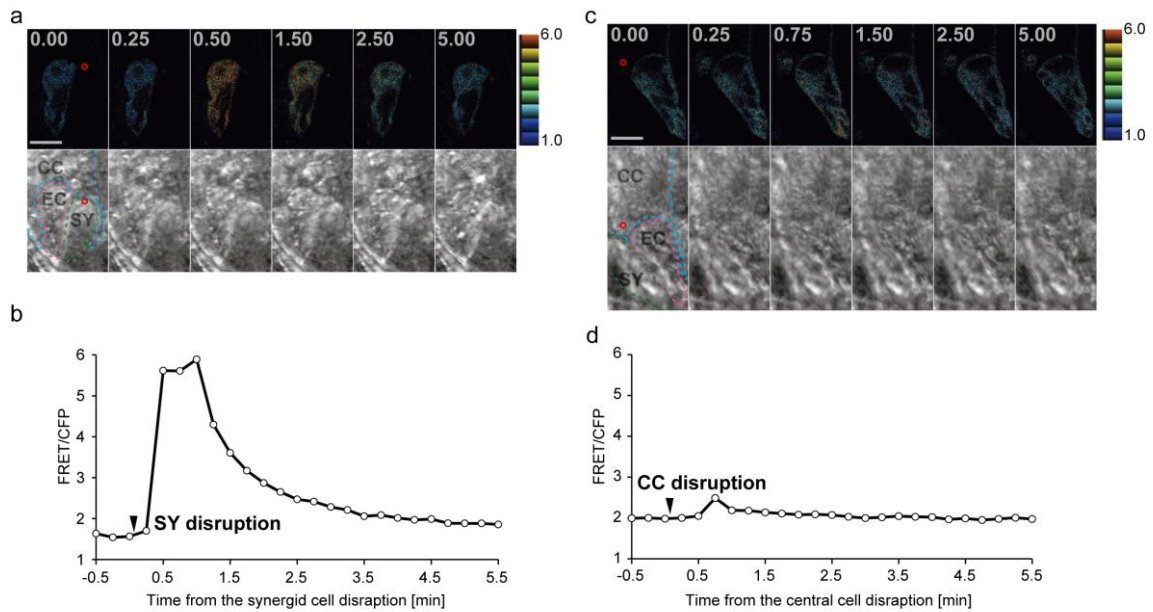 a
0.00 0.25 0.50 1.50 2.50 5.00
6.0
1.0
CC
EC
SY
b
6
5
4
3
2
1
FRET/CFP
SY disruption
-0.5 0.5 1.5 2.5 3.5 4.5 5.5
Time from the synergid cell disraption [min]
c
0.00 0.25 0.75 1.50 2.50 5.00
6.0
1.0
CC
EC
SY
d
6
5
4
3
2
1
FRET/CFP
CC disruption
-0.5 0.5 1.5 2.5 3.5 4.5 5.5
Time from the central cell disraption [min]